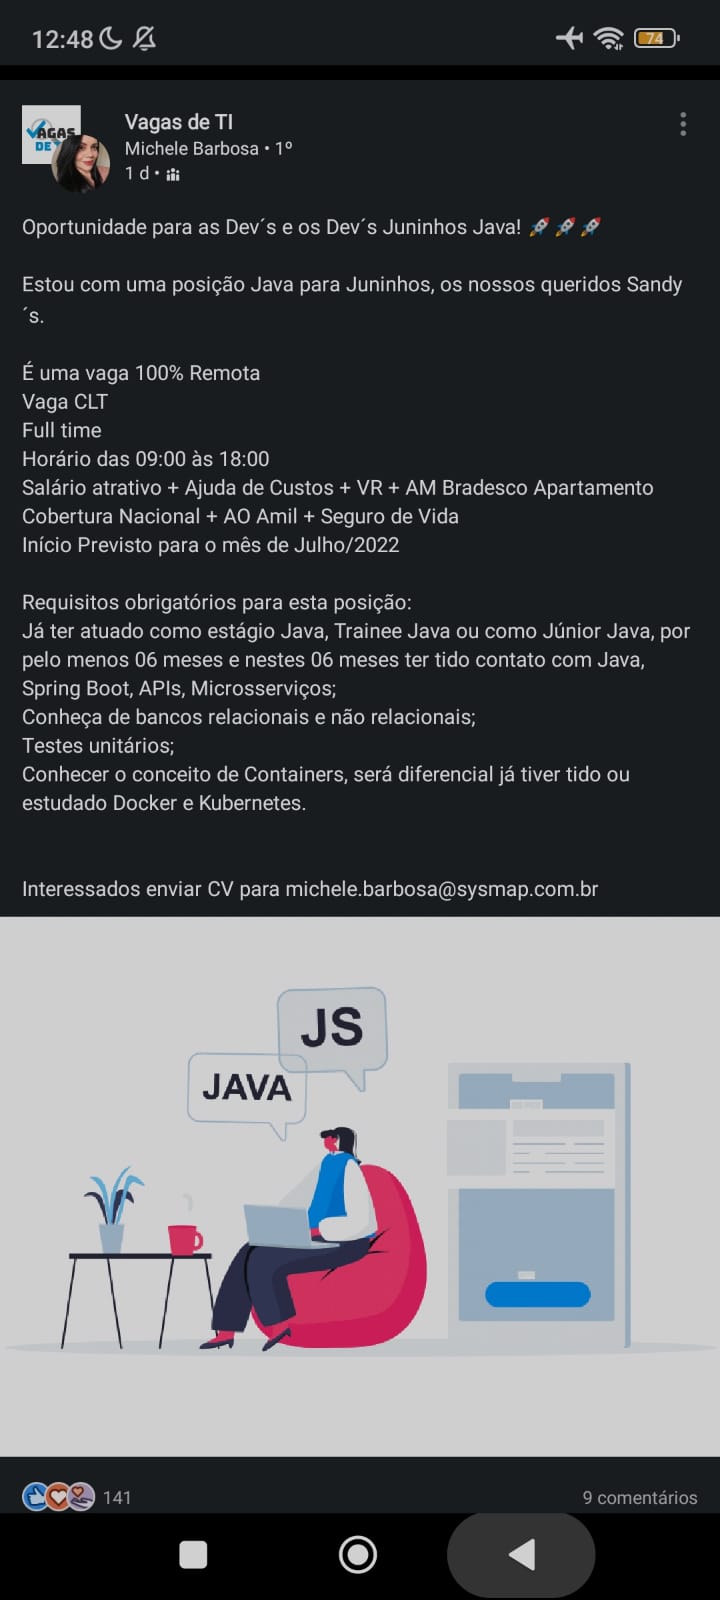 12:48
74
VAGAS
DE
Vagas de TI
Michele Barbosa • 1º
1 d •
Oportunidade para as Dev´s e os Dev´s Juninhos Java! 🚀 🚀 🚀
Estou com uma posição Java para Juninhos, os nossos queridos Sandy
´s.
É uma vaga 100% Remota
Vaga CLT
Full time
Horário das 09:00 às 18:00
Salário atrativo + Ajuda de Custos + VR + AM Bradesco Apartamento
Cobertura Nacional + AO Amil + Seguro de Vida
Início Previsto para o mês de Julho/2022
Requisitos obrigatórios para esta posição:
Já ter atuado como estágio Java, Trainee Java ou como Júnior Java, por
pelo menos 06 meses e nestes 06 meses ter tido contato com Java,
Spring Boot, APIs, Microsserviços;
Conheça de bancos relacionais e não relacionais;
Testes unitários;
Conhecer o conceito de Containers, será diferencial já tiver tido ou
estudado Docker e Kubernetes.
Interessados enviar CV para michele.barbosa@sysmap.com.br
JS
JAVA
141
9 comentários